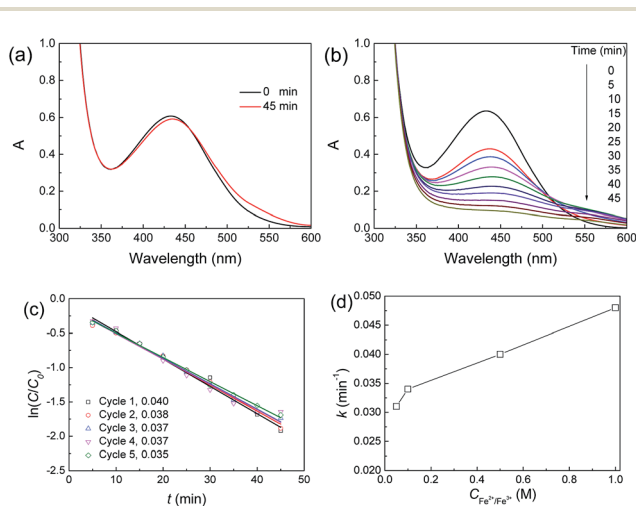 (a)
1.0
0.8
0.6
0.4
0.2
0.0
A
0 min
45 min
300 350 400 450 500 550 600
Wavelength (nm)
(b)
1.0
0.8
0.6
0.4
0.2
0.0
A
Time (min)
0
5
10
15
20
25
30
35
40
45
300 350 400 450 500 550 600
Wavelength (nm)
(c)
0.0
-0.5
-1.0
-1.5
-2.0
-2.5
ln(C/C0)
Cycle 1, 0.040
Cycle 2, 0.038
Cycle 3, 0.037
Cycle 4, 0.037
Cycle 5, 0.035
0 10 20 30 40 50
t (min)
(d)
0.050
0.045
0.040
0.035
0.030
0.025
0.020
k (min⁻¹)
0.0 0.2 0.4 0.6 0.8 1.0
C Fe²⁺/Fe³⁺ (M)